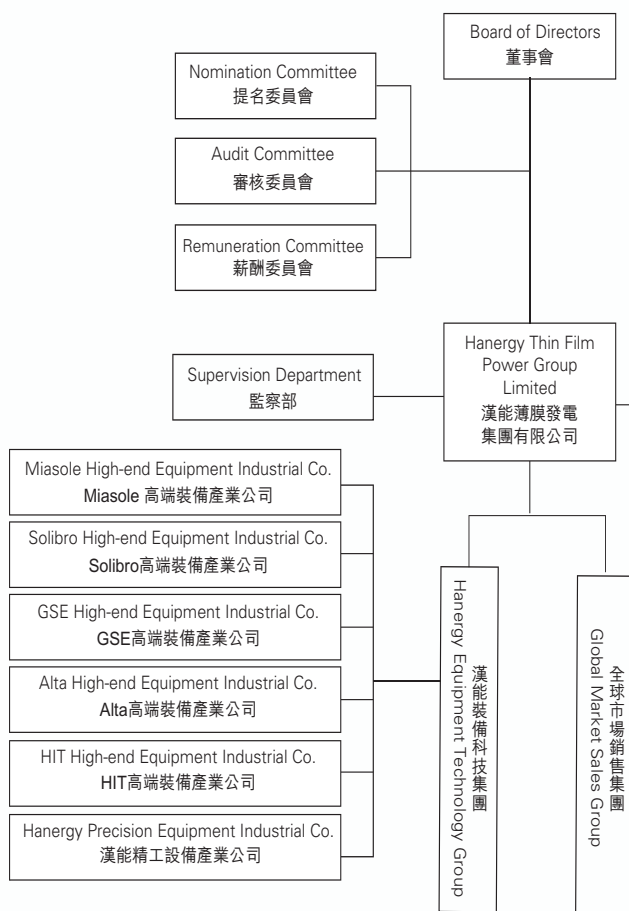 Board of Directors
董事會
Nomination Committee
提名委員會
Audit Committee
審核委員會
Remuneration Committee
薪酬委員會
Hanergy Thin Film
Power Group
Limited
漢能薄膜發電
集團有限公司
Supervision Department
監察部
Miasole High-end Equipment Industrial Co.
Miasole 高端裝備產業公司
Solibro High-end Equipment Industrial Co.
Solibro高端裝備產業公司
GSE High-end Equipment Industrial Co.
GSE高端裝備產業公司
Alta High-end Equipment Industrial Co.
Alta高端裝備產業公司
HIT High-end Equipment Industrial Co.
HIT高端裝備產業公司
Hanergy Precision Equipment Industrial Co.
漢能精工設備產業公司
漢能裝備科技集團
Hanergy Equipment Technology Group
全球市場銷售集團
Global Market Sales Group